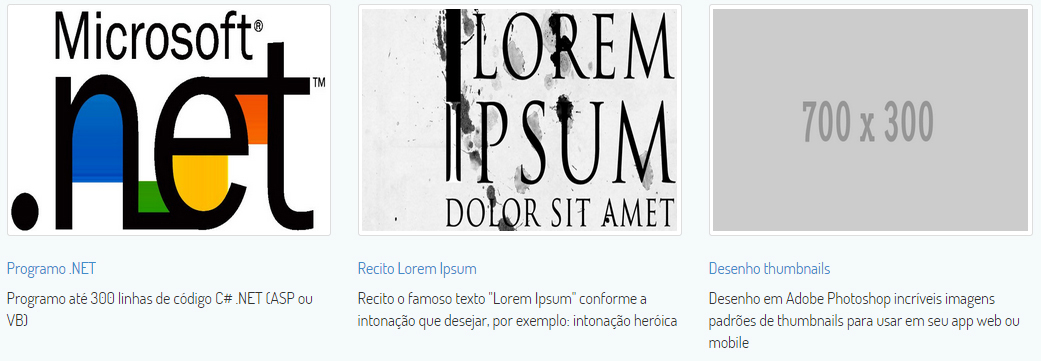 Microsoft®
.net™
LOREM
IPSUM
DOLOR SIT AMET
700 x 300
Programo .NET
Programo até 300 linhas de código C# .NET (ASP ou
VB)
Recito Lorem Ipsum
Recito o famoso texto "Lorem Ipsum" conforme a
intonação que desejar, por exemplo: intonação heróica
Desenho thumbnails
Desenho em Adobe Photoshop incríveis imagens
padrões de thumbnails para usar em seu app web ou
mobile